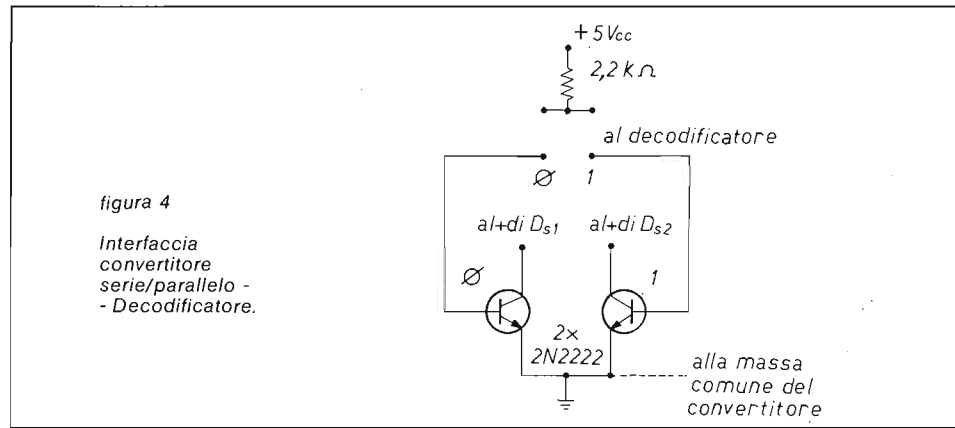 + 5Vcc
2,2 k Ω
al decodificatore
Ø 1
figura 4
al+di Ds1 al+di Ds2
Interfaccia
convertitore
serie/parallelo -
- Decodificatore.
Ø 1
2×
2N2222
alla massa
comune del
convertitore